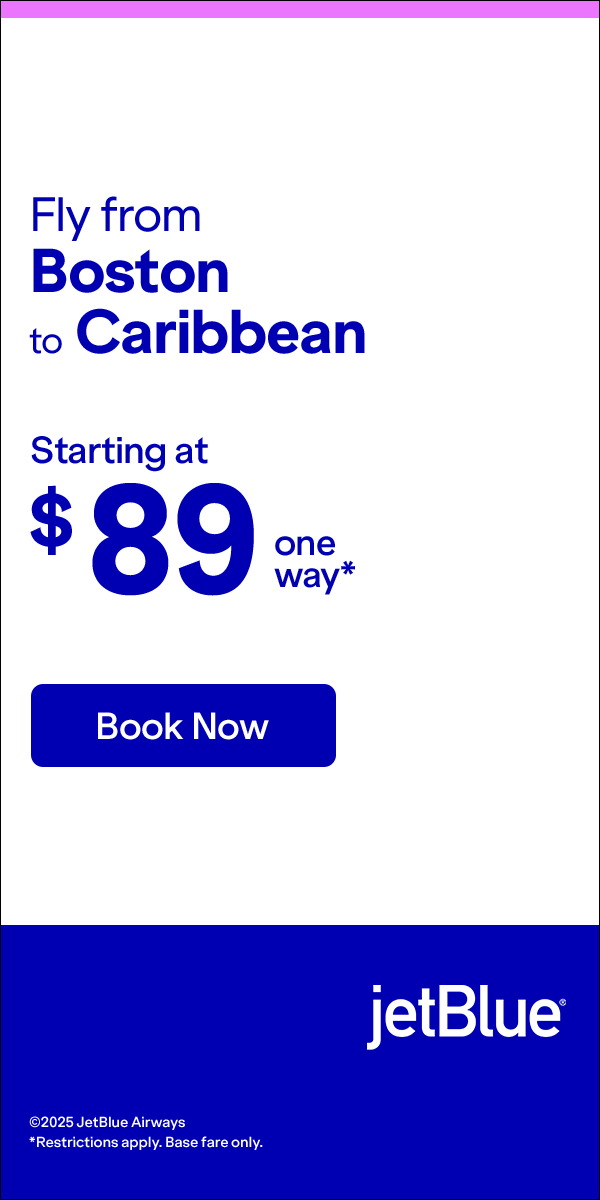 Fly from
Boston
to Caribbean
Starting at
$89 one
way*
Book Now
jetBlue®
©2025 JetBlue Airways
*Restrictions apply. Base fare only.